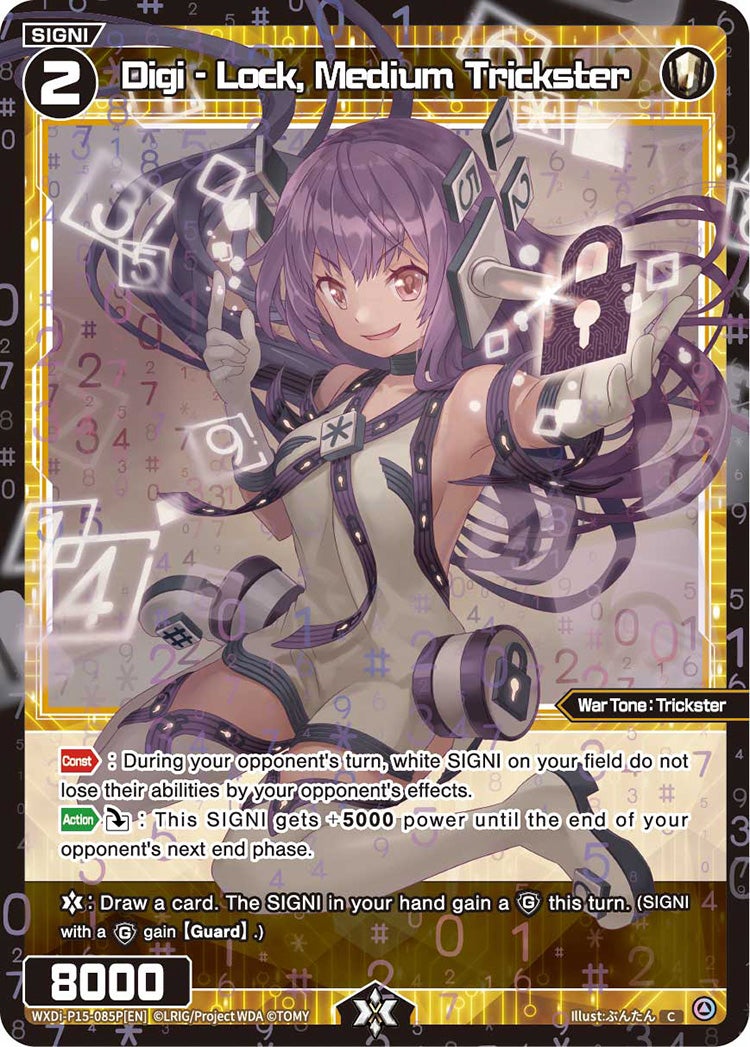 SIGNI
2
Digi - Lock, Medium Trickster
War Tone : Trickster
Const : During your opponent's turn, white SIGNI on your field do not
lose their abilities by your opponent's effects.
Action : This SIGNI gets +5000 power until the end of your
opponent's next end phase.
: Draw a card. The SIGNI in your hand gain a G this turn. (SIGNI
with a G gain 【Guard】.)
8000
WXDi-P15-085P[EN] ©LRIG/Project WDA ©TOMY
Illust:ぶんたん C